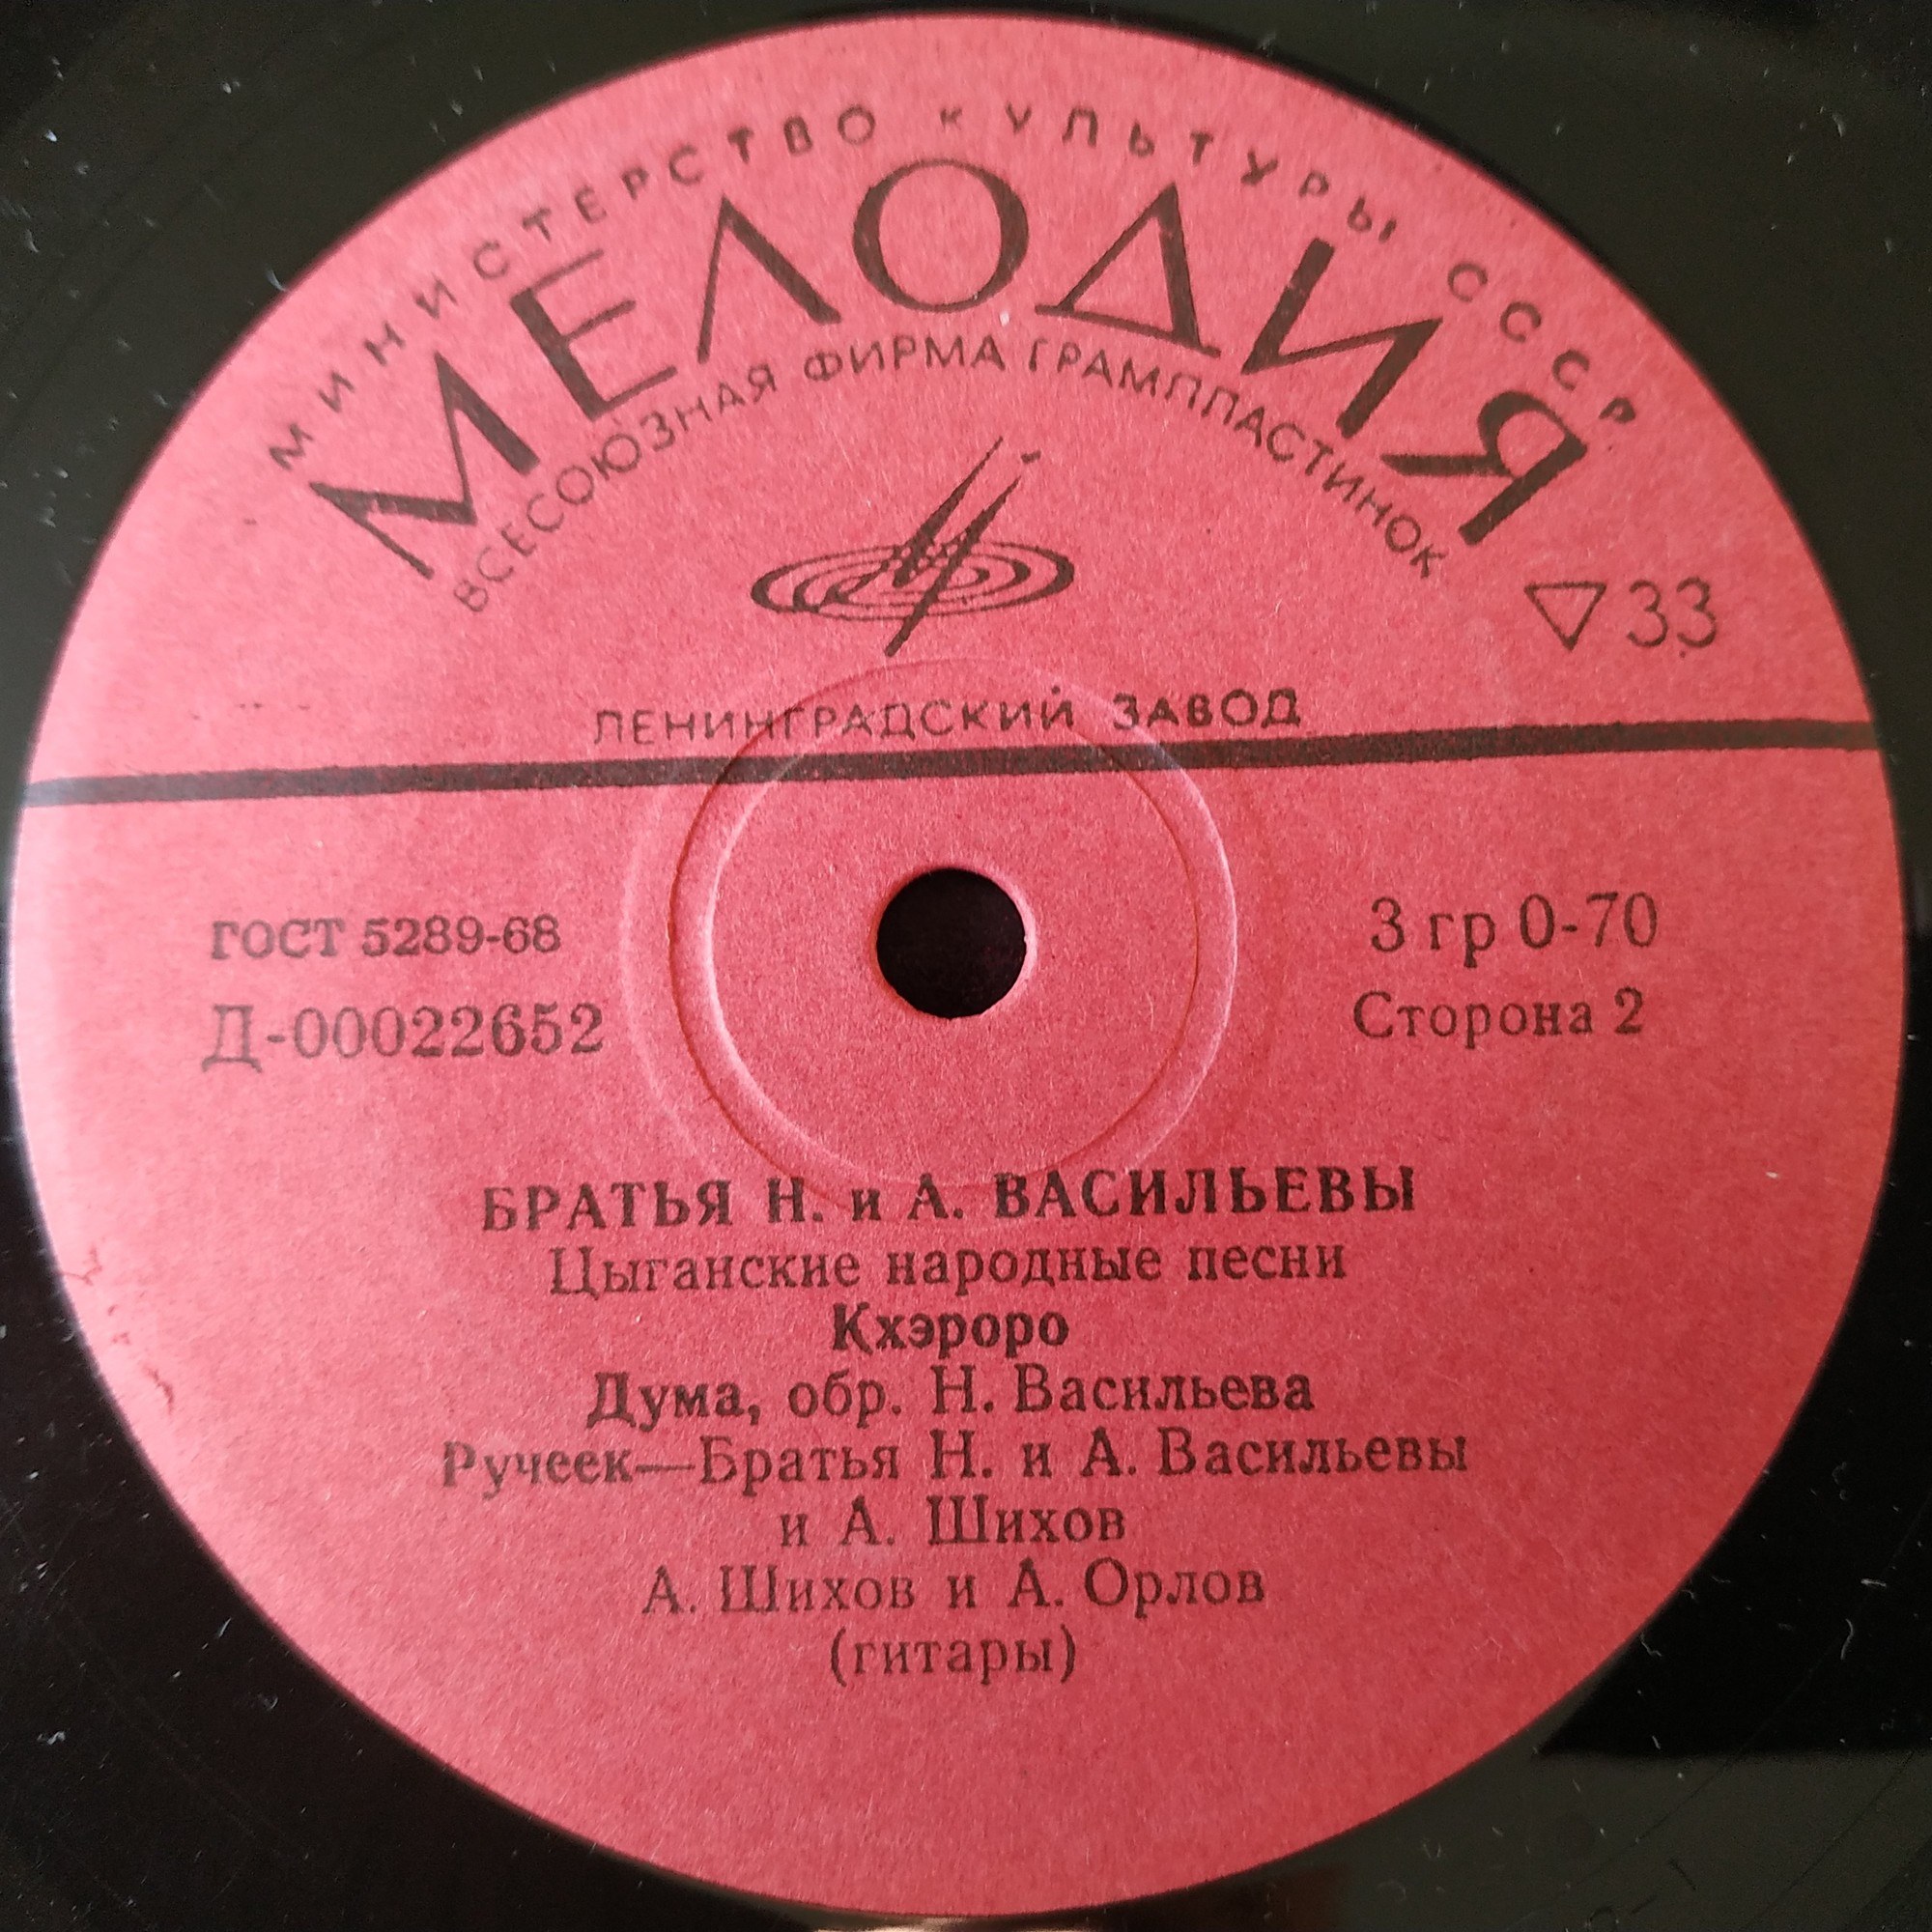 МИНИСТЕРСТВО КУЛЬТУРЫ СССР
МЕЛОДИЯ
ВСЕСОЮЗНАЯ ФИРМА ГРАМПЛАСТИНОК
▽33
ЛЕНИНГРАДСКИЙ ЗАВОД
ГОСТ 5289-68
3 гр 0-70
Д-00022652
Сторона 2
БРАТЬЯ Н. и А. ВАСИЛЬЕВЫ
Цыганские народные песни
Кхэроро
Дума, обр. Н. Васильева
Ручеек—Братья Н. и А. Васильевы
и А. Шихов
А. Шихов и А. Орлов
(гитары)